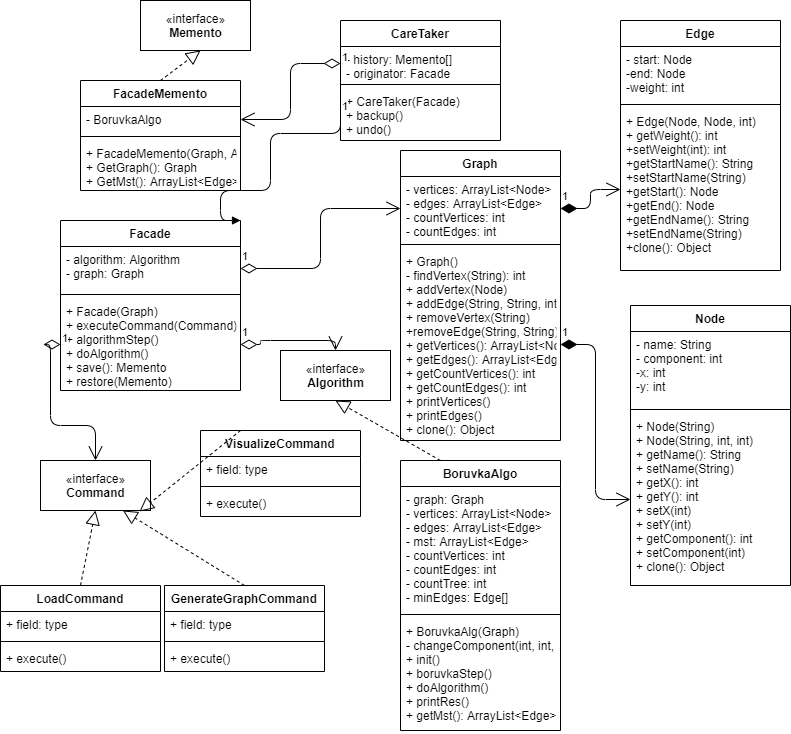 «interface»
Memento
FacadeMemento
- BoruvkaAlgo
+ FacadeMemento(Graph, A
+ GetGraph(): Graph
+ GetMst(): ArrayList<Edge>
CareTaker
- history: Memento[]
- originator: Facade
+ CareTaker(Facade)
+ backup()
+ undo()
1
1
Edge
- start: Node
-end: Node
-weight: int
+ Edge(Node, Node, int)
+ getWeight(): int
+setWeight(int): int
+getStartName(): String
+setStartName(String)
+getStart(): Node
+getEnd(): Node
+getEndName(): String
+setEndName(String)
+clone(): Object
Graph
- vertices: ArrayList<Node>
- edges: ArrayList<Edge>
- countVertices: int
- countEdges: int
+ Graph()
- findVertex(String): int
+ addVertex(Node)
+ addEdge(String, String, int
+ removeVertex(String)
+removeEdge(String, String)
+ getVertices(): ArrayList<No
+ getEdges(): ArrayList<Edg
+ getCountVertices(): int
+ getCountEdges(): int
+ printVertices()
+ printEdges()
+ clone(): Object
1
1
Facade
- algorithm: Algorithm
- graph: Graph
+ Facade(Graph)
+ executeCommand(Command)
+ algorithmStep()
+ doAlgorithm()
+ save(): Memento
+ restore(Memento)
1
1
1
Node
- name: String
- component: int
-x: int
-y: int
+ Node(String)
+ Node(String, int, int)
+ getName(): String
+ setName(String)
+ getX(): int
+ getY(): int
+ setX(int)
+ setY(int)
+ getComponent(): int
+ setComponent(int)
+ clone(): Object
«interface»
Algorithm
VisualizeCommand
+ field: type
+ execute()
«interface»
Command
BoruvkaAlgo
- graph: Graph
- vertices: ArrayList<Node>
- edges: ArrayList<Edge>
- mst: ArrayList<Edge>
- countVertices: int
- countEdges: int
- countTree: int
- minEdges: Edge[]
+ BoruvkaAlg(Graph)
- changeComponent(int, int,
+ init()
+ boruvkaStep()
+ doAlgorithm()
+ printRes()
+ getMst(): ArrayList<Edge>
LoadCommand
+ field: type
+ execute()
GenerateGraphCommand
+ field: type
+ execute()